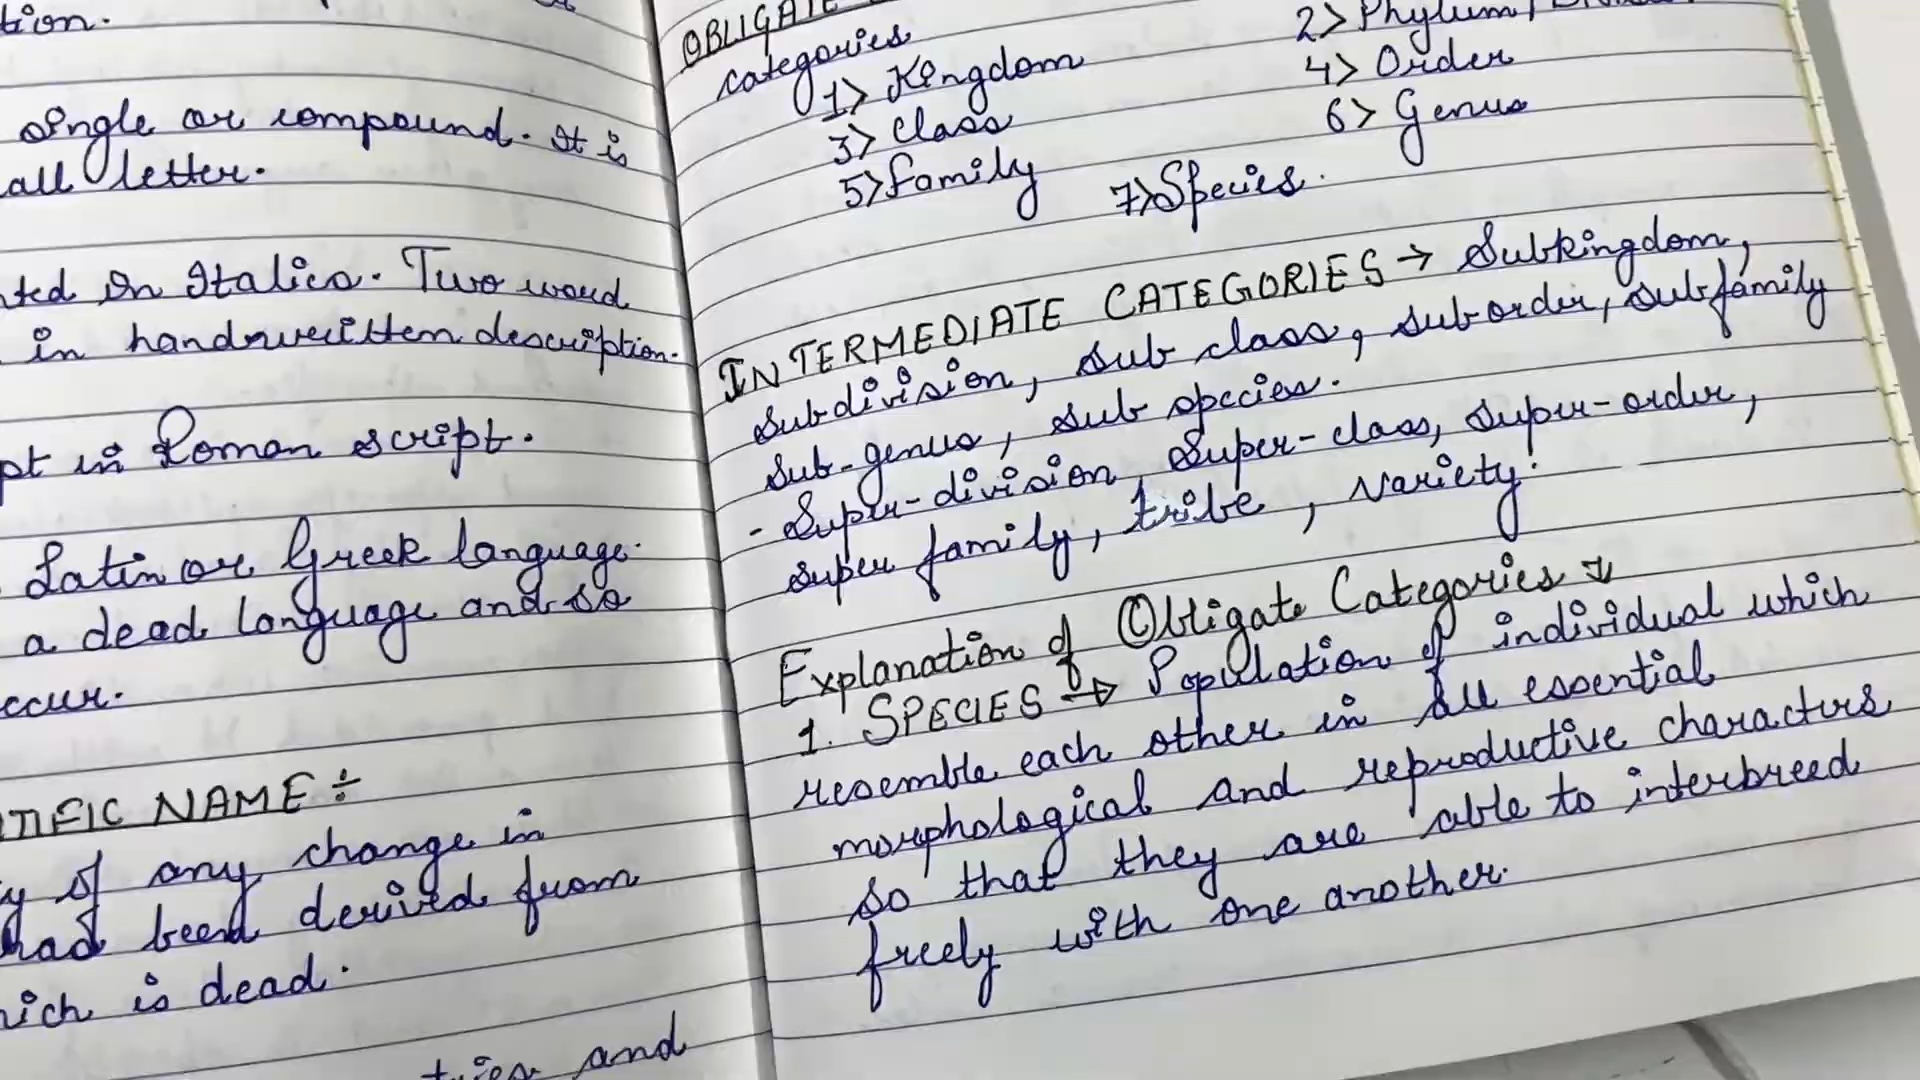 tion.
single or compound. It is
all letter.
in Italics. Two word
in handwritten description.
in Roman script.
Latin or Greek language.
a dead language and so
NAME ÷
of any change in
had been derived from
is dead.
and
OBLIGATE
categories
1> Kingdom
2> Phylum /
3> Class
4> Order
5> family
6> Genus
7> Species.
INTERMEDIATE CATEGORIES → Subkingdom,
Subdivision, Sub class, suborder, subfamily
Sub-genus, Sub species.
- Super-division, Super-class, super-order,
super family, tribe, variety.
Explanation of Obligate Categories ↓
1. SPECIES → Population of individual which
resemble each other in all essential
morphological and reproductive characters
so that they are able to interbreed
freely with one another.